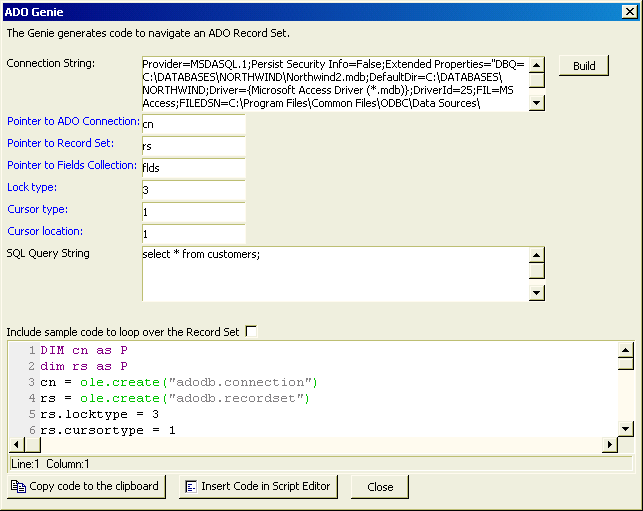 ADO Genie
The Genie generates code to navigate an ADO Record Set.
Connection String:
Provider=MSDASQL.1;Persist Security Info=False;Extended Properties="DBQ=
C:\DATABASES\NORTHWIND\Northwind2.mdb;DefaultDir=C:\DATABASES\
NORTHWIND;Driver={Microsoft Access Driver (*.mdb)};DriverId=25;FIL=MS
Access;FILEDSN=C:\Program Files\Common Files\ODBC\Data Sources\
Build
Pointer to ADO Connection: cn
Pointer to Record Set: rs
Pointer to Fields Collection: flds
Lock type: 3
Cursor type: 1
Cursor location: 1
SQL Query String select * from customers;
Include sample code to loop over the Record Set
1 DIM cn as P
2 dim rs as P
3 cn = ole.create("adodb.connection")
4 rs = ole.create("adodb.recordset")
5 rs.locktype = 3
6 rs.cursortype = 1
Line:1 Column:1
Copy code to the clipboard Insert Code in Script Editor Close